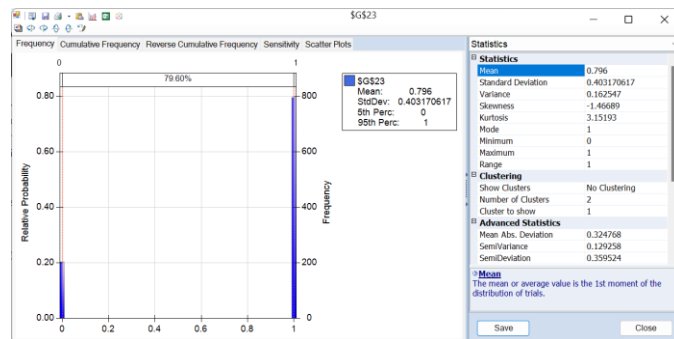 $G$23
Frequency Cumulative Frequency Reverse Cumulative Frequency Sensitivity Scatter Plots
0 1
79.60%
0.80 800
0.60 600
0.40 400
0.20 200
0.00 0
0 0.2 0.4 0.6 0.8 1
Relative Probability
Frequency
$G$23
Mean: 0.796
StdDev: 0.403170617
5th Perc: 0
95th Perc: 1
Statistics
Statistics
Mean 0.796
Standard Deviation 0.403170617
Variance 0.162547
Skewness -1.46689
Kurtosis 3.15193
Mode 1
Minimum 0
Maximum 1
Range 1
Clustering
Show Clusters No Clustering
Number of Clusters 2
Cluster to show 1
Advanced Statistics
Mean Abs. Deviation 0.324768
SemiVariance 0.129258
SemiDeviation 0.359524
Mean
The mean or average value is the 1st moment of the
distribution of trials.
Save Close